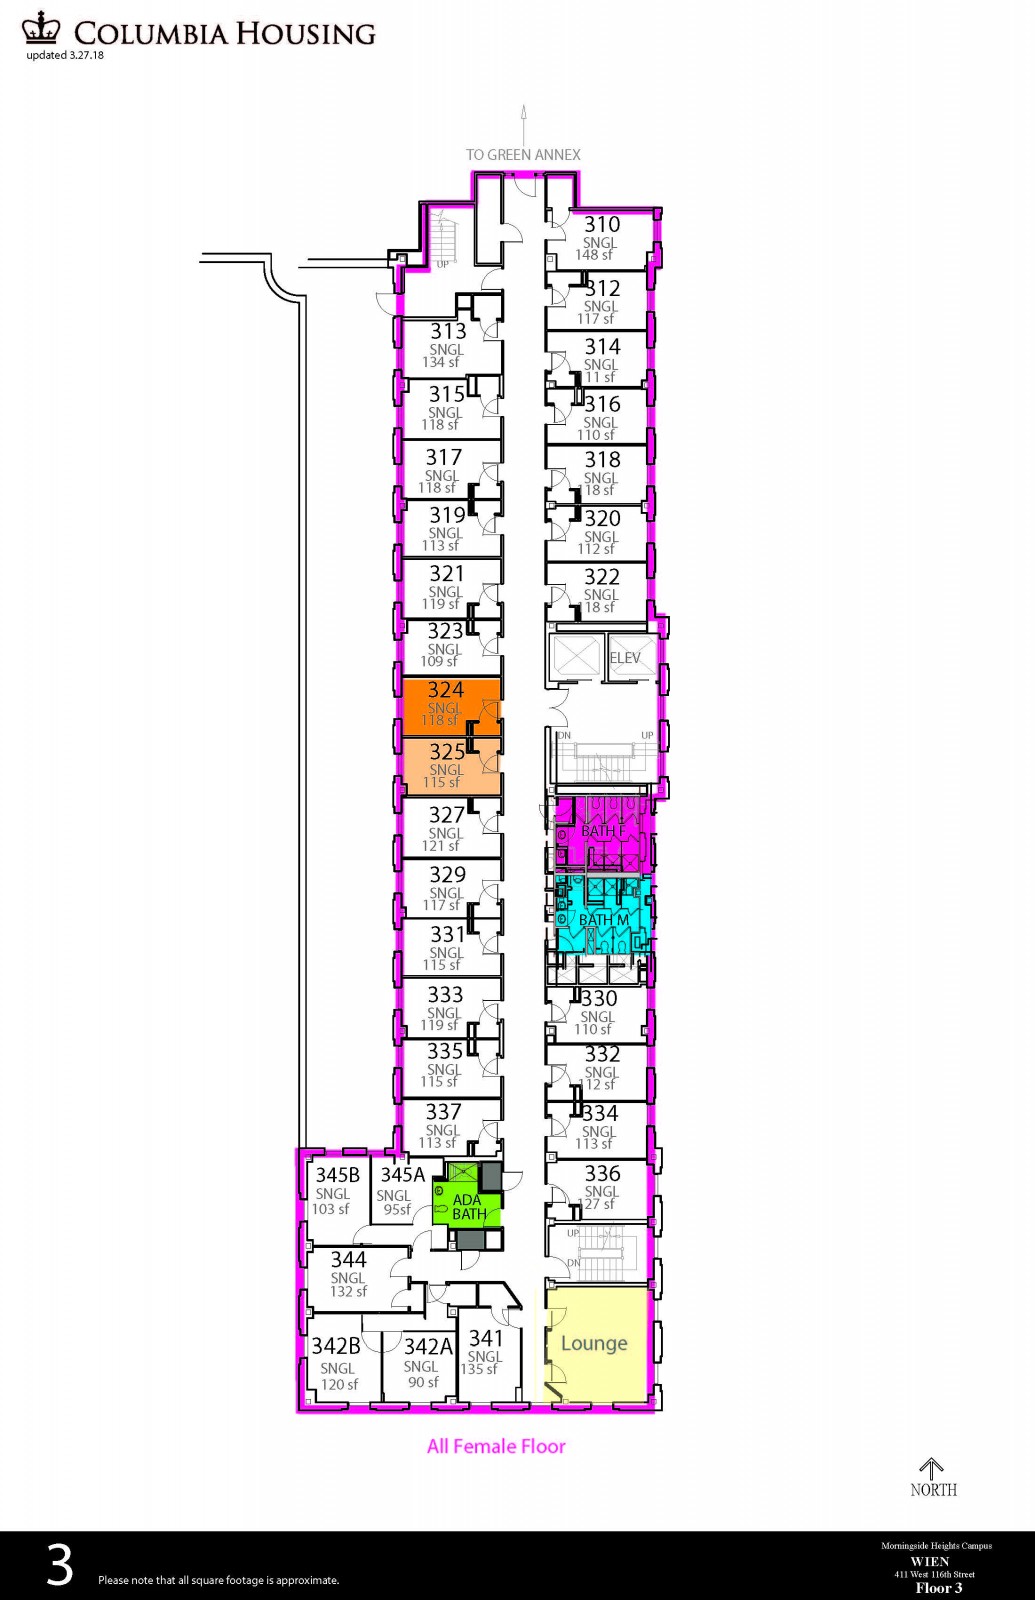 COLUMBIA HOUSING
updated 3.27.18
TO GREEN ANNEX
310
SNGL
148 sf
UP
312
SNGL
117 sf
313
SNGL
134 sf
314
SNGL
11 sf
315
SNGL
118 sf
316
SNGL
110 sf
317
SNGL
118 sf
318
SNGL
118 sf
319
SNGL
113 sf
320
SNGL
112 sf
321
SNGL
119 sf
322
SNGL
18 sf
323
SNGL
109 sf
ELEV
324
SNGL
118 sf
DN
UP
325
SNGL
115 sf
327
SNGL
121 sf
BATH F
329
SNGL
117 sf
BATH M
331
SNGL
115 sf
333
SNGL
119 sf
330
SNGL
110 sf
335
SNGL
115 sf
332
SNGL
112 sf
337
SNGL
113 sf
334
SNGL
113 sf
345B
SNGL
103 sf
345A
SNGL
95sf
ADA
BATH
336
SNGL
127 sf
UP
DN
344
SNGL
132 sf
342B
SNGL
120 sf
342A
SNGL
90 sf
341
SNGL
135 sf
Lounge
All Female Floor
NORTH
3
Please note that all square footage is approximate.
Morningside Heights Campus
WIEN
411 West 116th Street
Floor 3